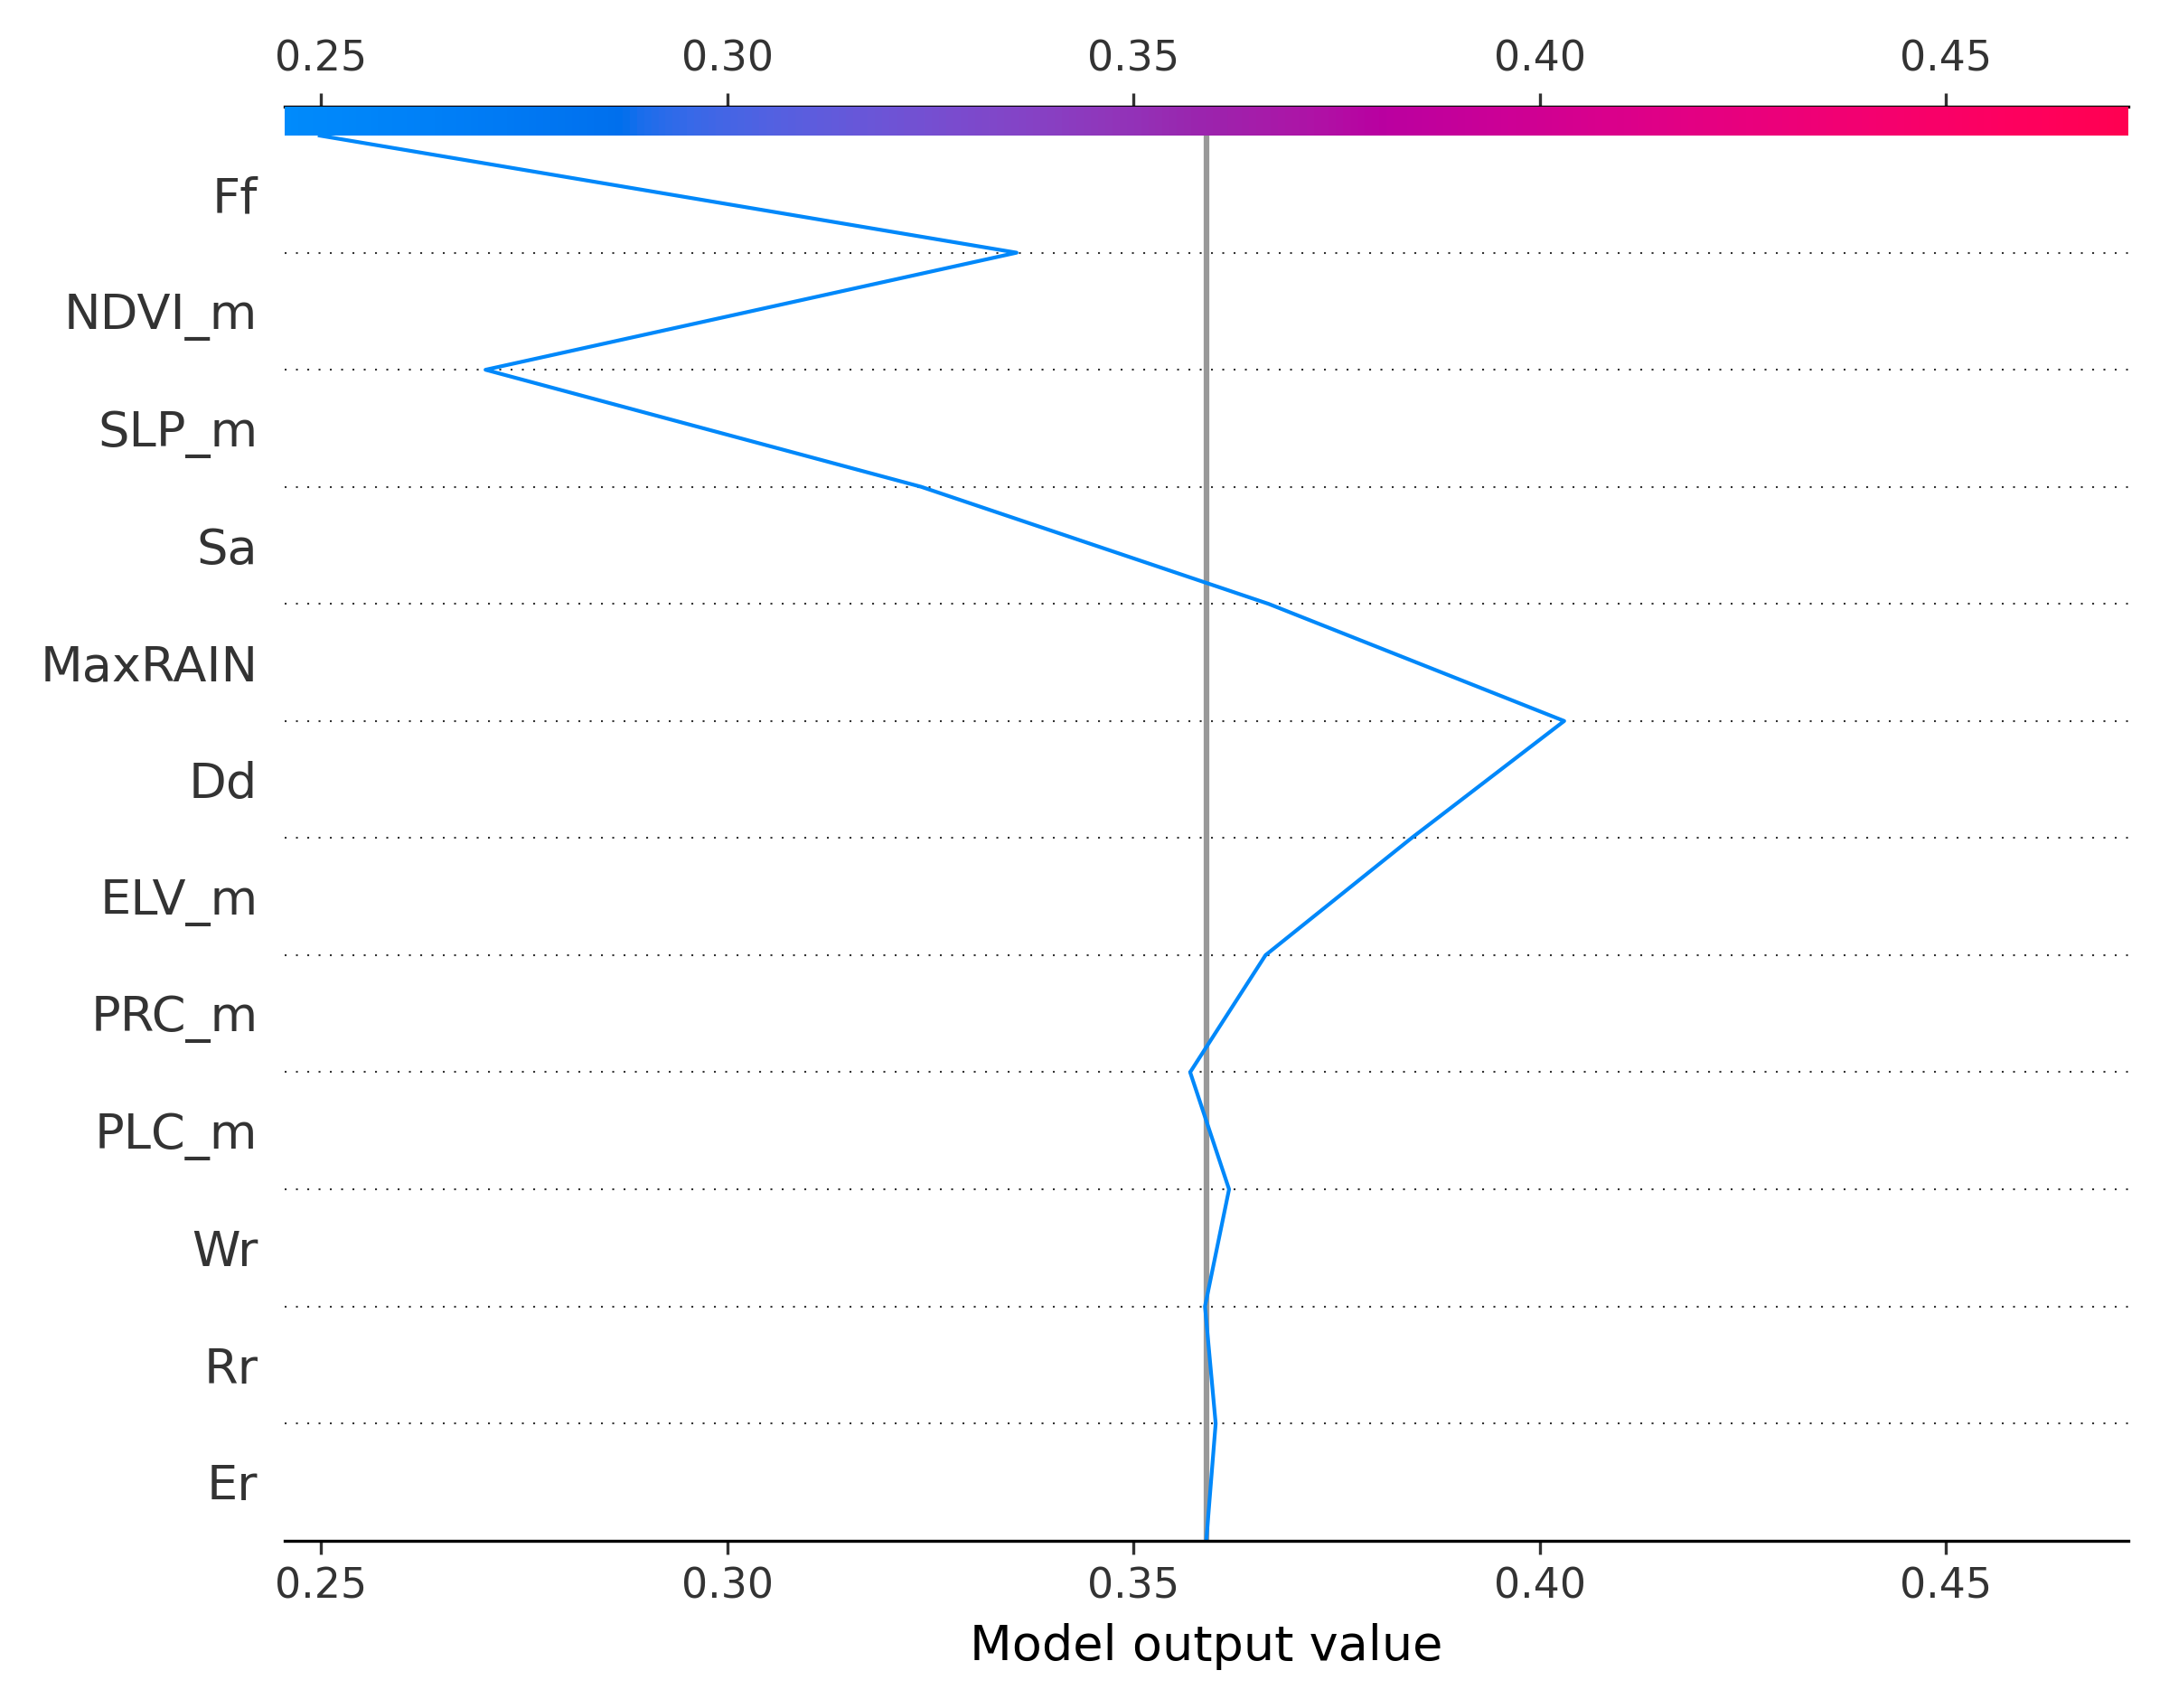 0.25 0.30 0.35 0.40 0.45
Ff
NDVI_m
SLP_m
Sa
MaxRAIN
Dd
ELV_m
PRC_m
PLC_m
Wr
Rr
Er
0.25 0.30 0.35 0.40 0.45
Model output value